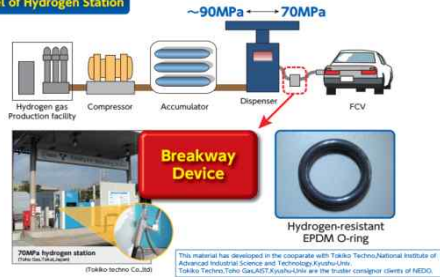 el of Hydrogen Station
~90MPa ↔ 70MPa
Hydrogen gas
Production facility
Compressor
Accumulator
Dispenser
FCV
Breakway
Device
70MPa hydrogen station
(Toho Gas,Tokai,Japan)
(Tokiko techno Co.,ltd)
Hydrogen-resistant
EPDM O-ring
This material has developed in the cooparate with Tokiko Techno,National Institute of
Advancad Industrial Science and Technology,Kyushu-Univ.
Tokiko Techno,Toho Gas,AIST,Kyushu-Univ are the truster consignor clients of NEDO.